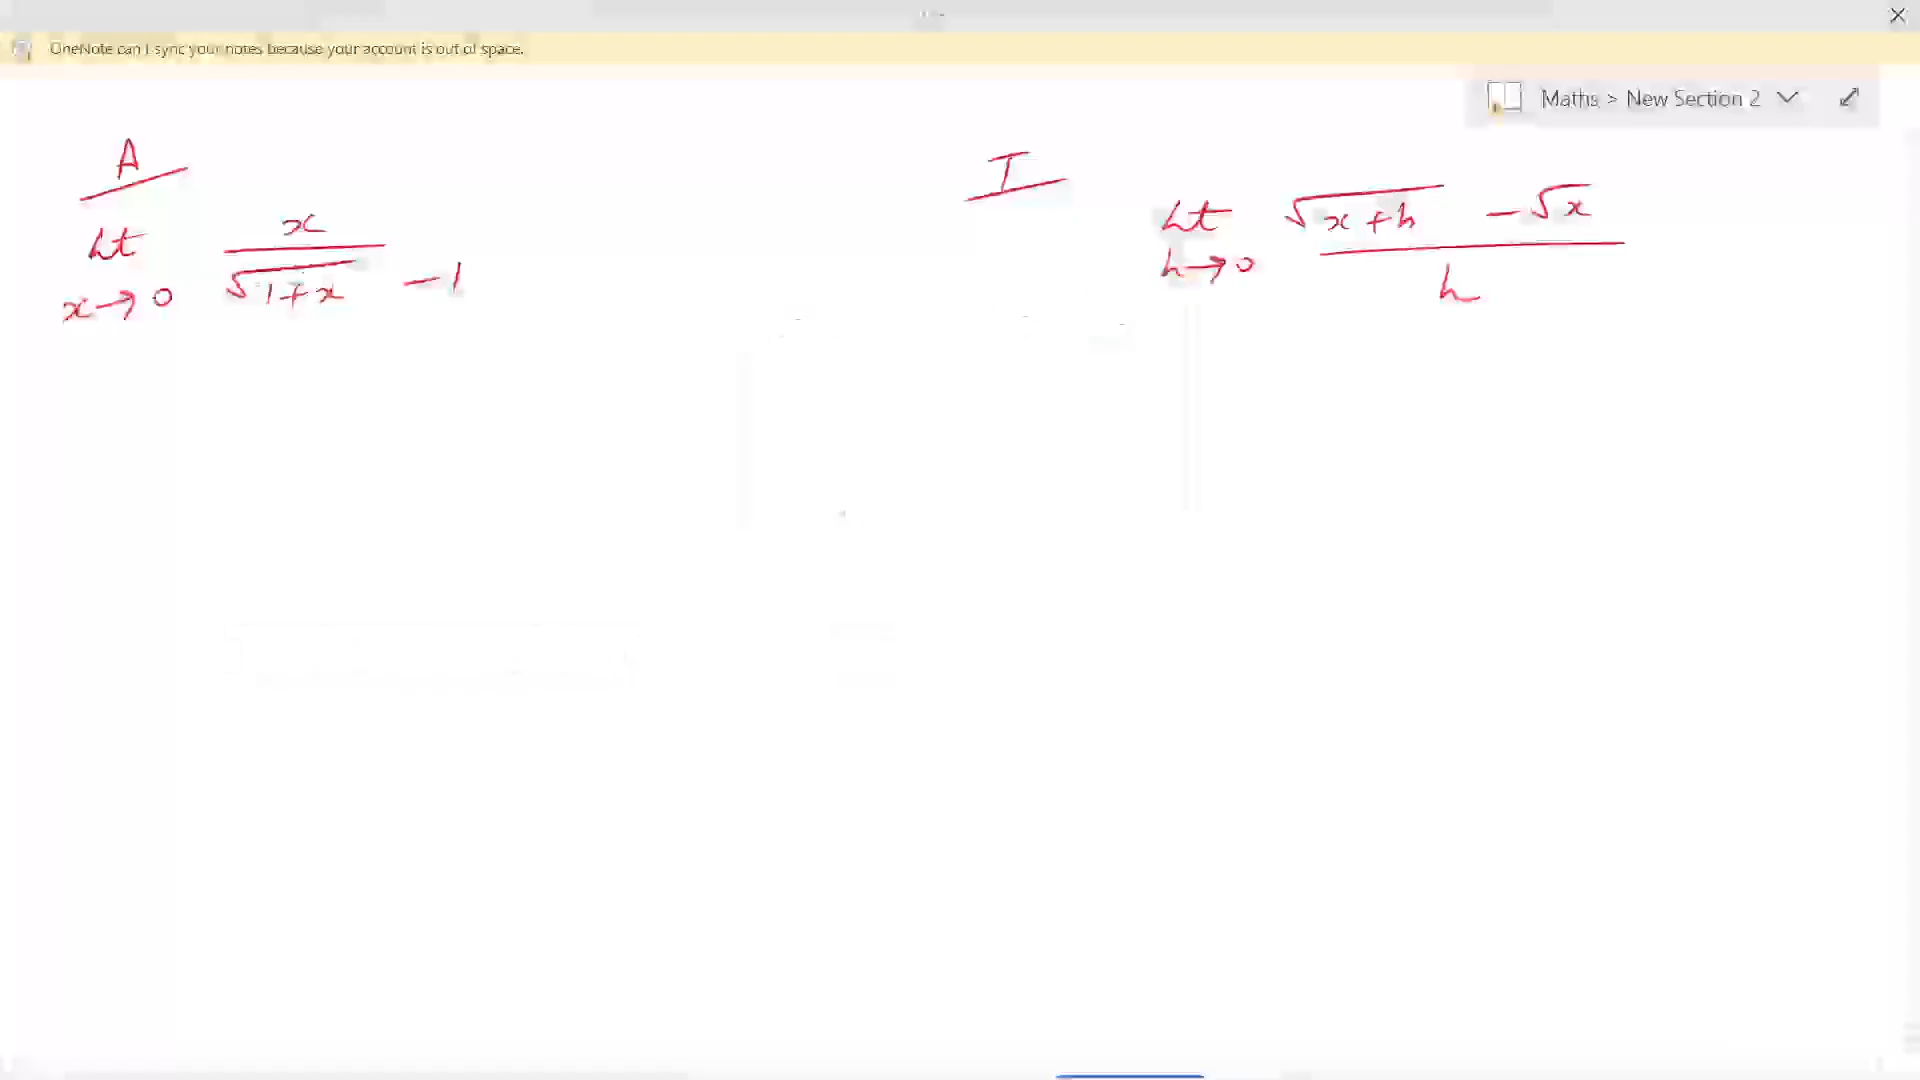 OneNote can't sync your notes because your account is out of space.
Maths > New Section 2
A
Lt x→0 x / √1+x − 1
I
Lt h→0 √x+h − √x / h